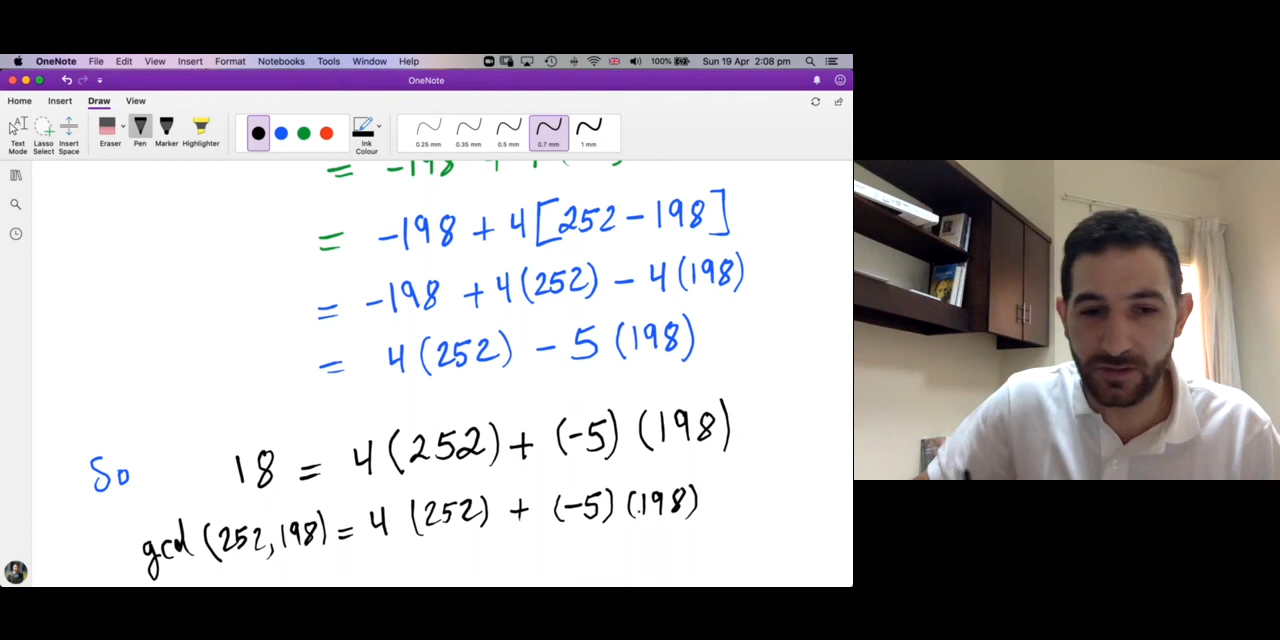 OneNote File Edit View Insert Format Notebooks Tools Window Help 100% Sun 19 Apr 2:08 pm
OneNote
Home Insert Draw View
Text Mode Lasso Select Insert Space Eraser Pen Marker Highlighter Ink Colour 0.25 mm 0.35 mm 0.5 mm 0.7 mm 1 mm
= -198 + 4
= -198 + 4[252 - 198]
= -198 + 4(252) - 4(198)
= 4(252) - 5(198)
So 18 = 4(252) + (-5)(198)
gcd(252,198) = 4(252) + (-5)(198)